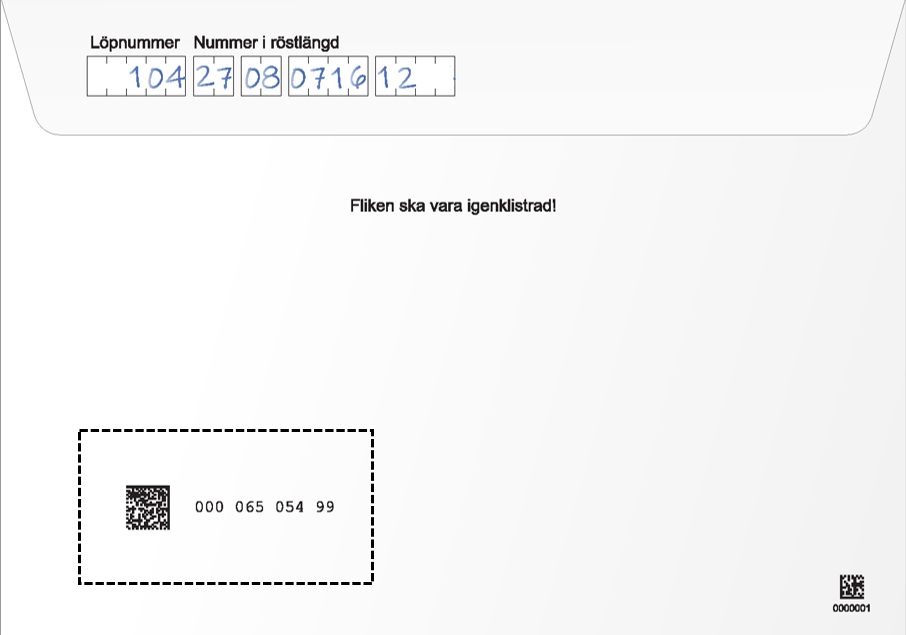 Löpnummer Nummer i röstlängd
104 27 08 0716 12
Fliken ska vara igenklistrad!
000 065 054 99
0000001